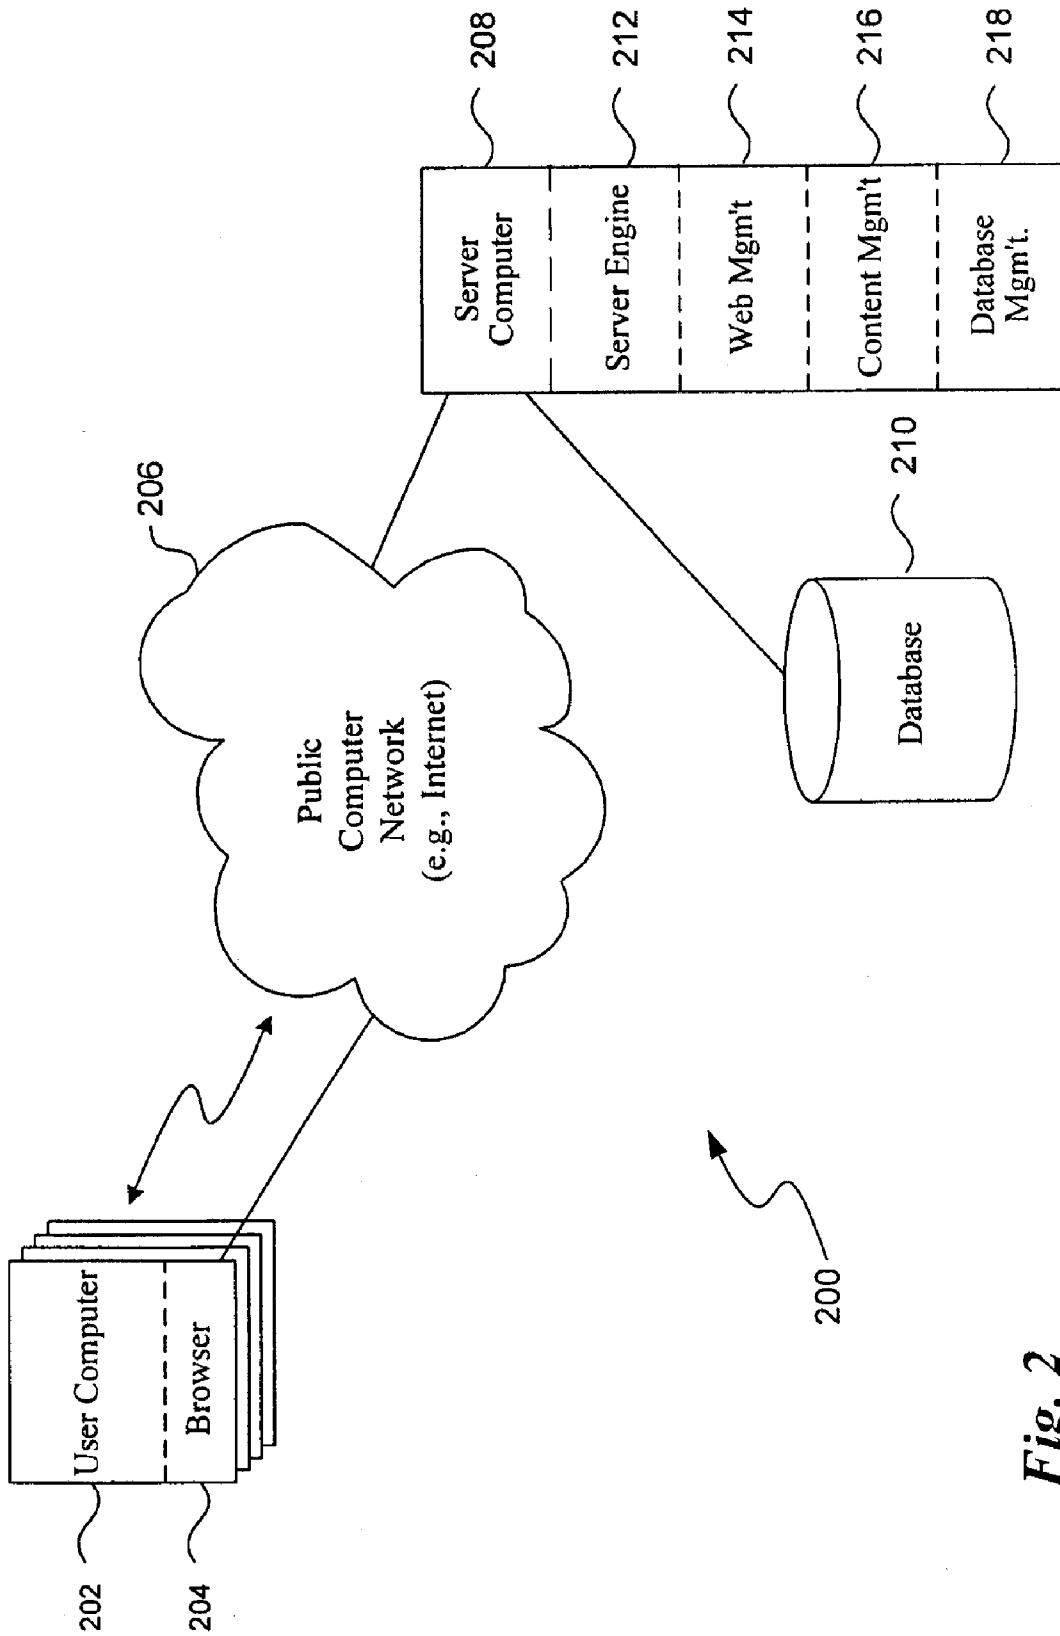 202
User Computer
204
Browser
206
Public
Computer
Network
(e.g., Internet)
208
Server
Computer
212
Server Engine
214
Web Mgm't
216
Content Mgm't
218
Database
Mgm't.
210
Database
200
Fig. 2